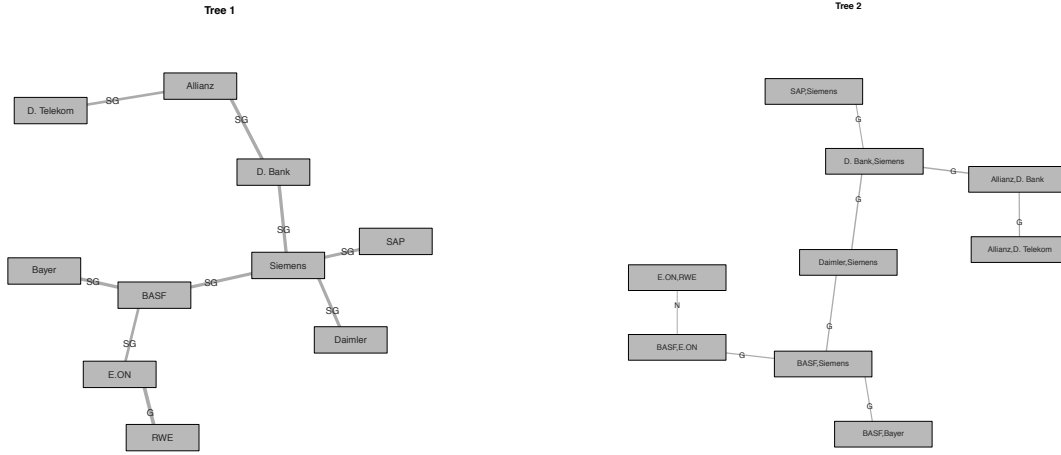 Tree 1
Allianz
SG
D. Telekom
SG
D. Bank
SG
SAP
SG
Siemens
Bayer
SG
SG
BASF
SG
Daimler
SG
E.ON
G
RWE
Tree 2
SAP,Siemens
G
D. Bank,Siemens
G
Allianz,D. Bank
G
G
Allianz,D. Telekom
Daimler,Siemens
E.ON,RWE
N
G
BASF,E.ON
G
BASF,Siemens
G
BASF,Bayer